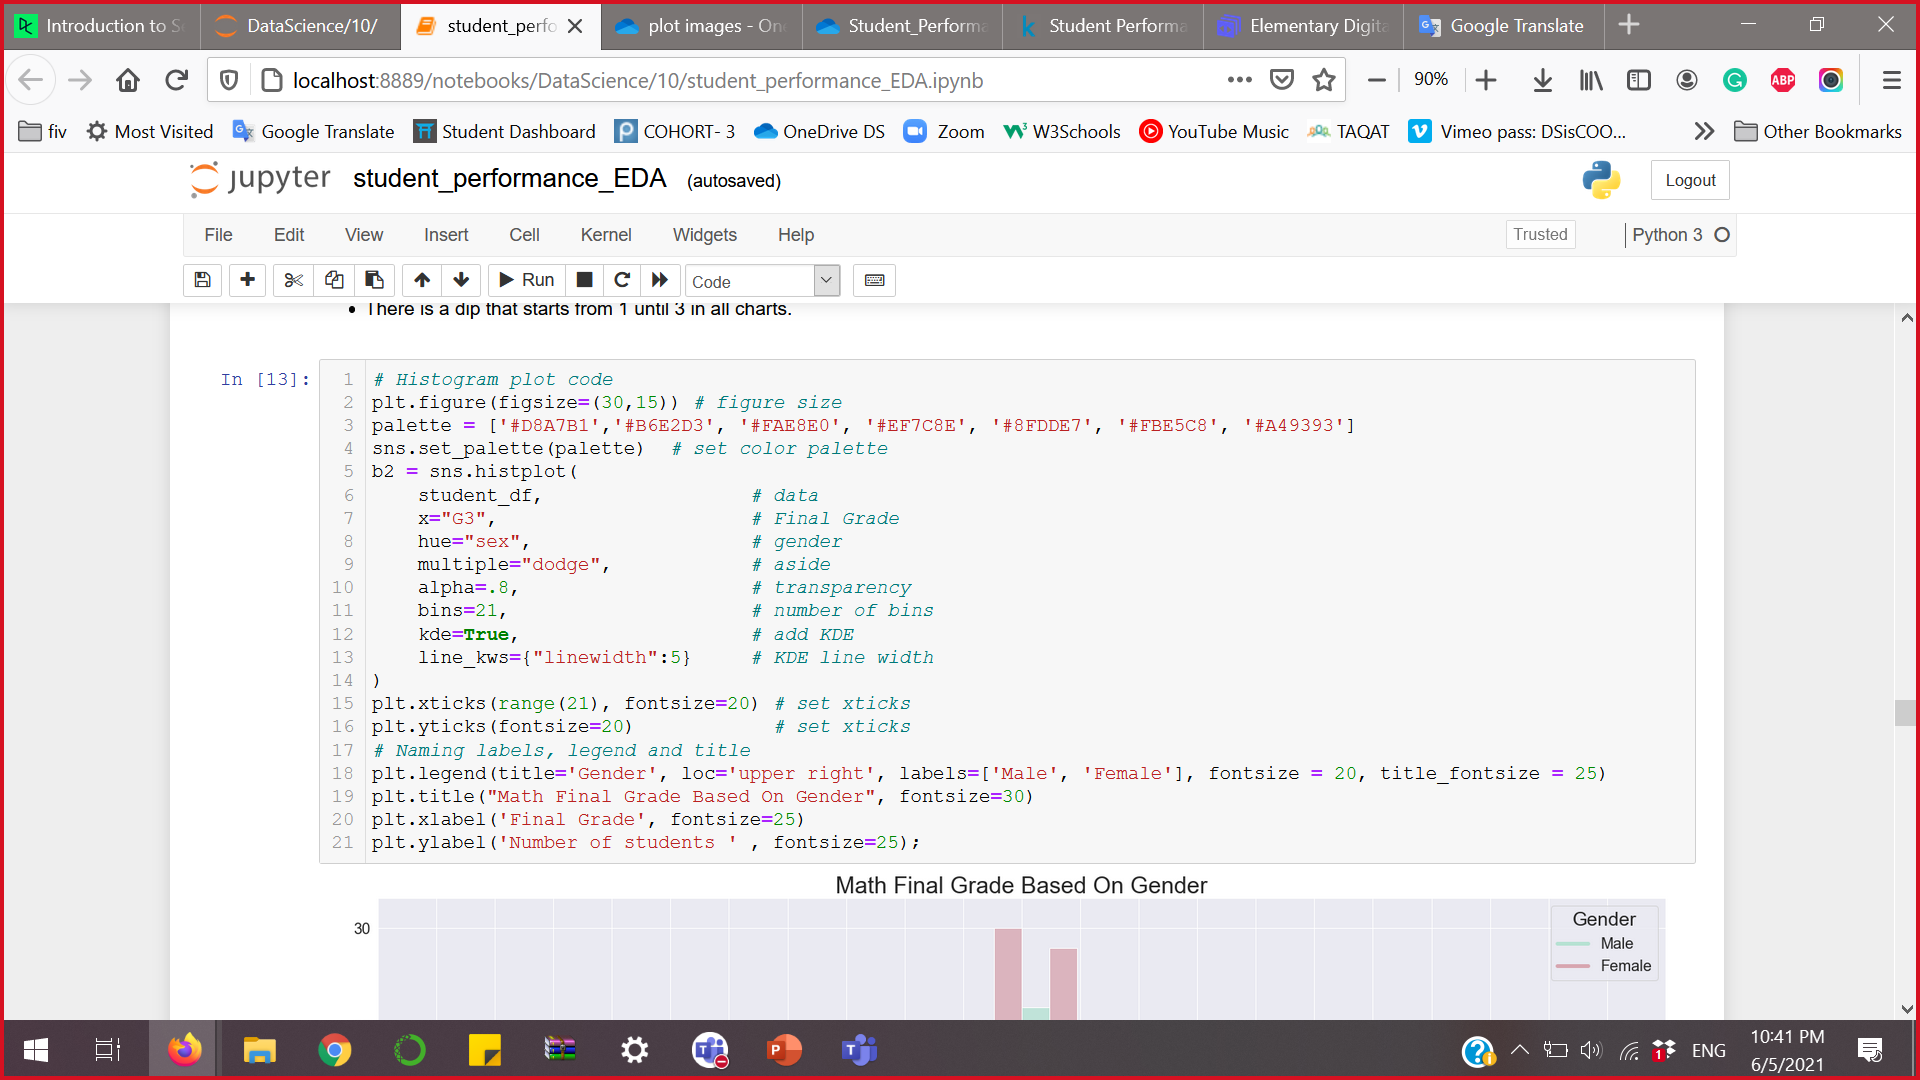 Introduction to S
DataScience/10/
student_perfo
plot images - On
Student_Performa
Student Performa
Elementary Digita
Google Translate
localhost:8889/notebooks/DataScience/10/student_performance_EDA.ipynb
90%
ABP
fiv
Most Visited
Google Translate
Student Dashboard
COHORT- 3
OneDrive DS
Zoom
W3Schools
YouTube Music
TAQAT
Vimeo pass: DSisCOO...
Other Bookmarks
jupyter student_performance_EDA (autosaved)
Logout
File Edit View Insert Cell Kernel Widgets Help
Trusted
Python 3
Run
Code
There is a dip that starts from 1 until 3 in all charts.
In [13]:
1 # Histogram plot code
2 plt.figure(figsize=(30,15)) # figure size
3 palette = ['#D8A7B1','#B6E2D3', '#FAE8E0', '#EF7C8E', '#8FDDE7', '#FBE5C8', '#A49393']
4 sns.set_palette(palette) # set color palette
5 b2 = sns.histplot(
6 student_df, # data
7 x="G3", # Final Grade
8 hue="sex", # gender
9 multiple="dodge", # aside
10 alpha=.8, # transparency
11 bins=21, # number of bins
12 kde=True, # add KDE
13 line_kws={"linewidth":5} # KDE line width
14 )
15 plt.xticks(range(21), fontsize=20) # set xticks
16 plt.yticks(fontsize=20) # set xticks
17 # Naming labels, legend and title
18 plt.legend(title='Gender', loc='upper right', labels=['Male', 'Female'], fontsize = 20, title_fontsize = 25)
19 plt.title("Math Final Grade Based On Gender", fontsize=30)
20 plt.xlabel('Final Grade', fontsize=25)
21 plt.ylabel('Number of students ' , fontsize=25);
Math Final Grade Based On Gender
30
Gender
Male
Female
ENG
10:41 PM
6/5/2021